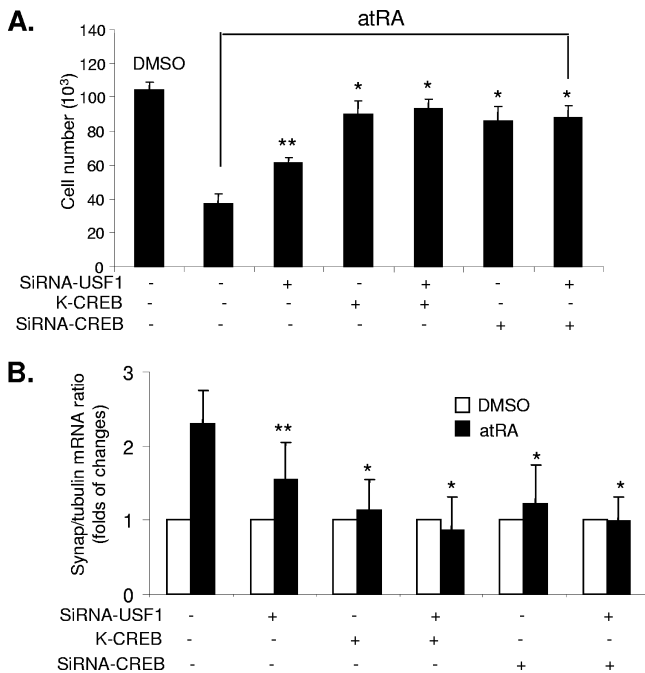 A.
atRA
140
120
100
80
60
40
20
0
Cell number (10³)
DMSO
** * * * *
SiRNA-USF1 - - + - + - +
K-CREB - - - + + - -
SiRNA-CREB - - - - - + +
B.
3
2
1
0
Synap/tubulin mRNA ratio
(folds of changes)
DMSO
atRA
** * * * *
SiRNA-USF1 - + - + - +
K-CREB - - + + - -
SiRNA-CREB - - - - + +